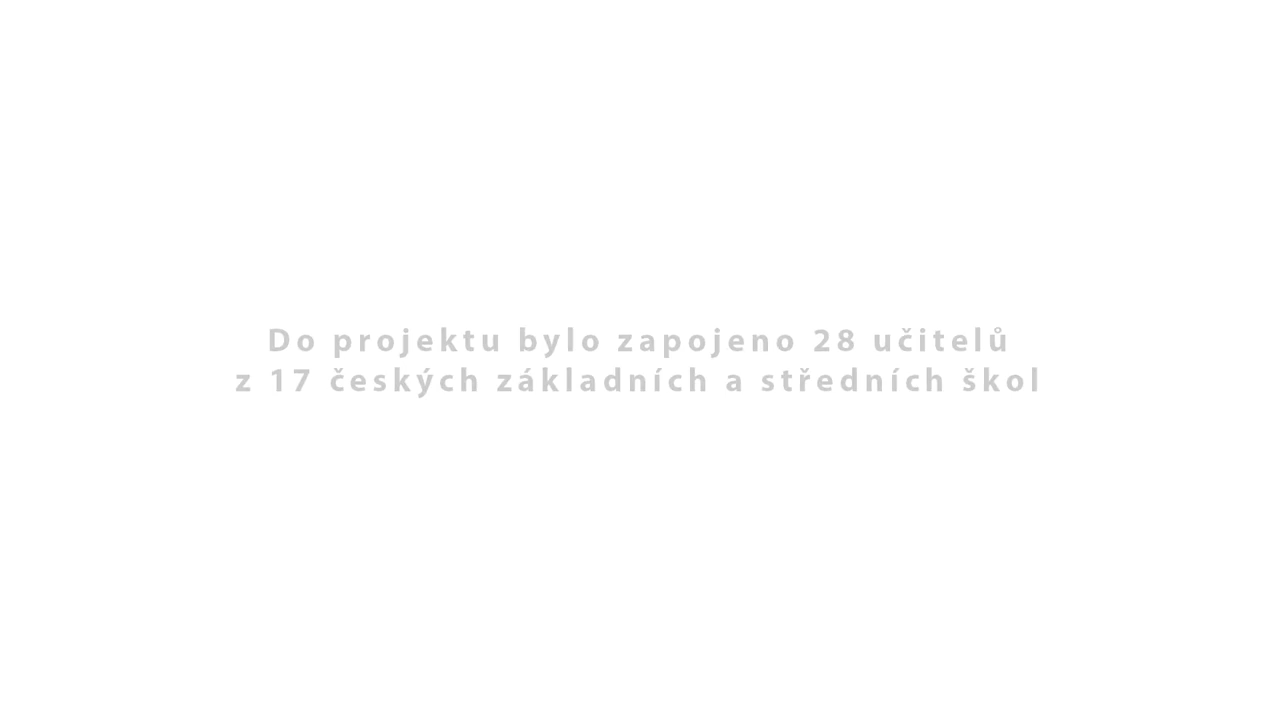 Do projektu bylo zapojeno 28 učitelů
z 17 českých základních a středních škol